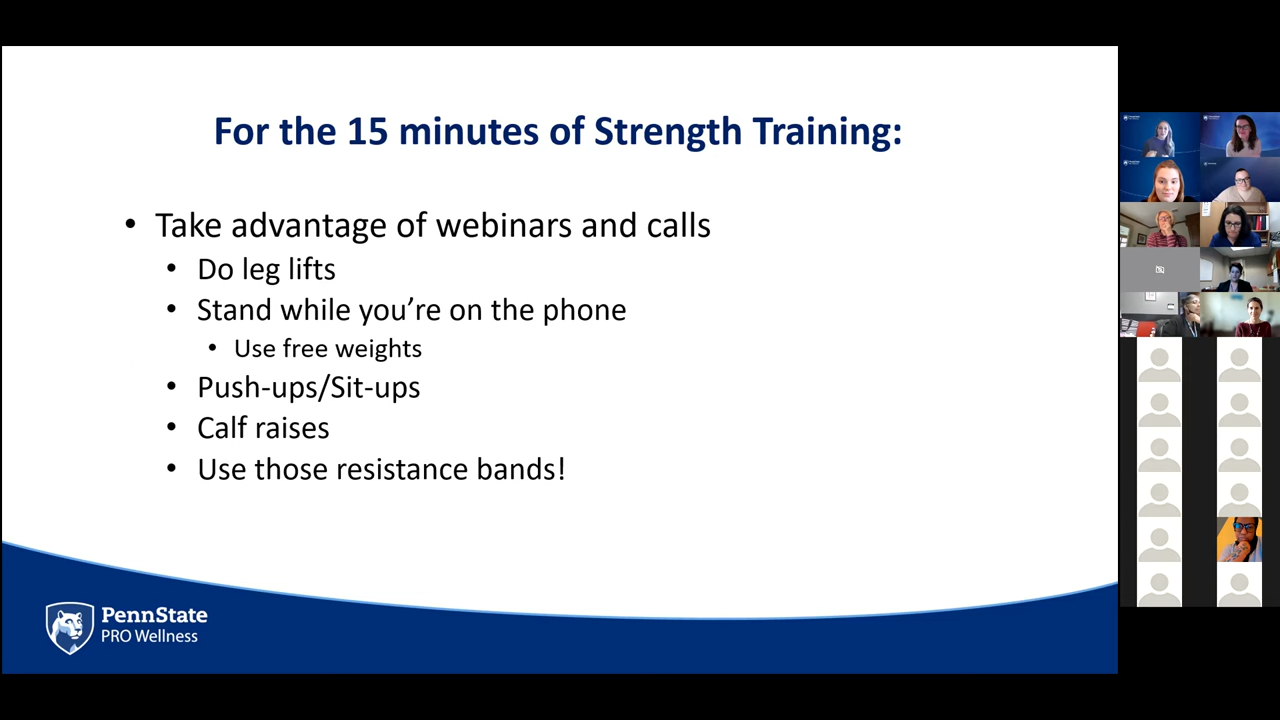 For the 15 minutes of Strength Training:
• Take advantage of webinars and calls
• Do leg lifts
• Stand while you’re on the phone
• Use free weights
• Push-ups/Sit-ups
• Calf raises
• Use those resistance bands!
PennState
PRO Wellness